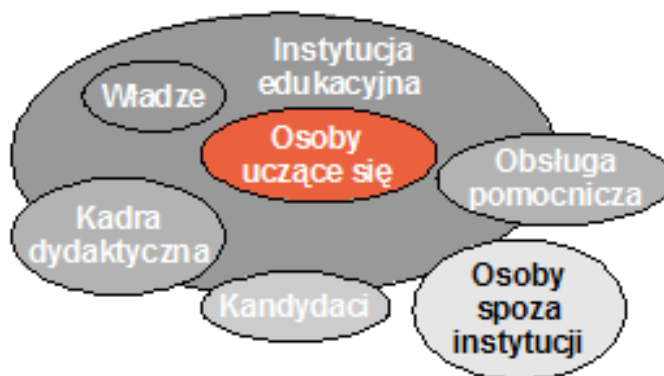 Instytucja
edukacyjna
Władze
Osoby
uczące się
Obsługa
pomocnicza
Kadra
dydaktyczna
Kandydaci
Osoby
spoza
instytucji